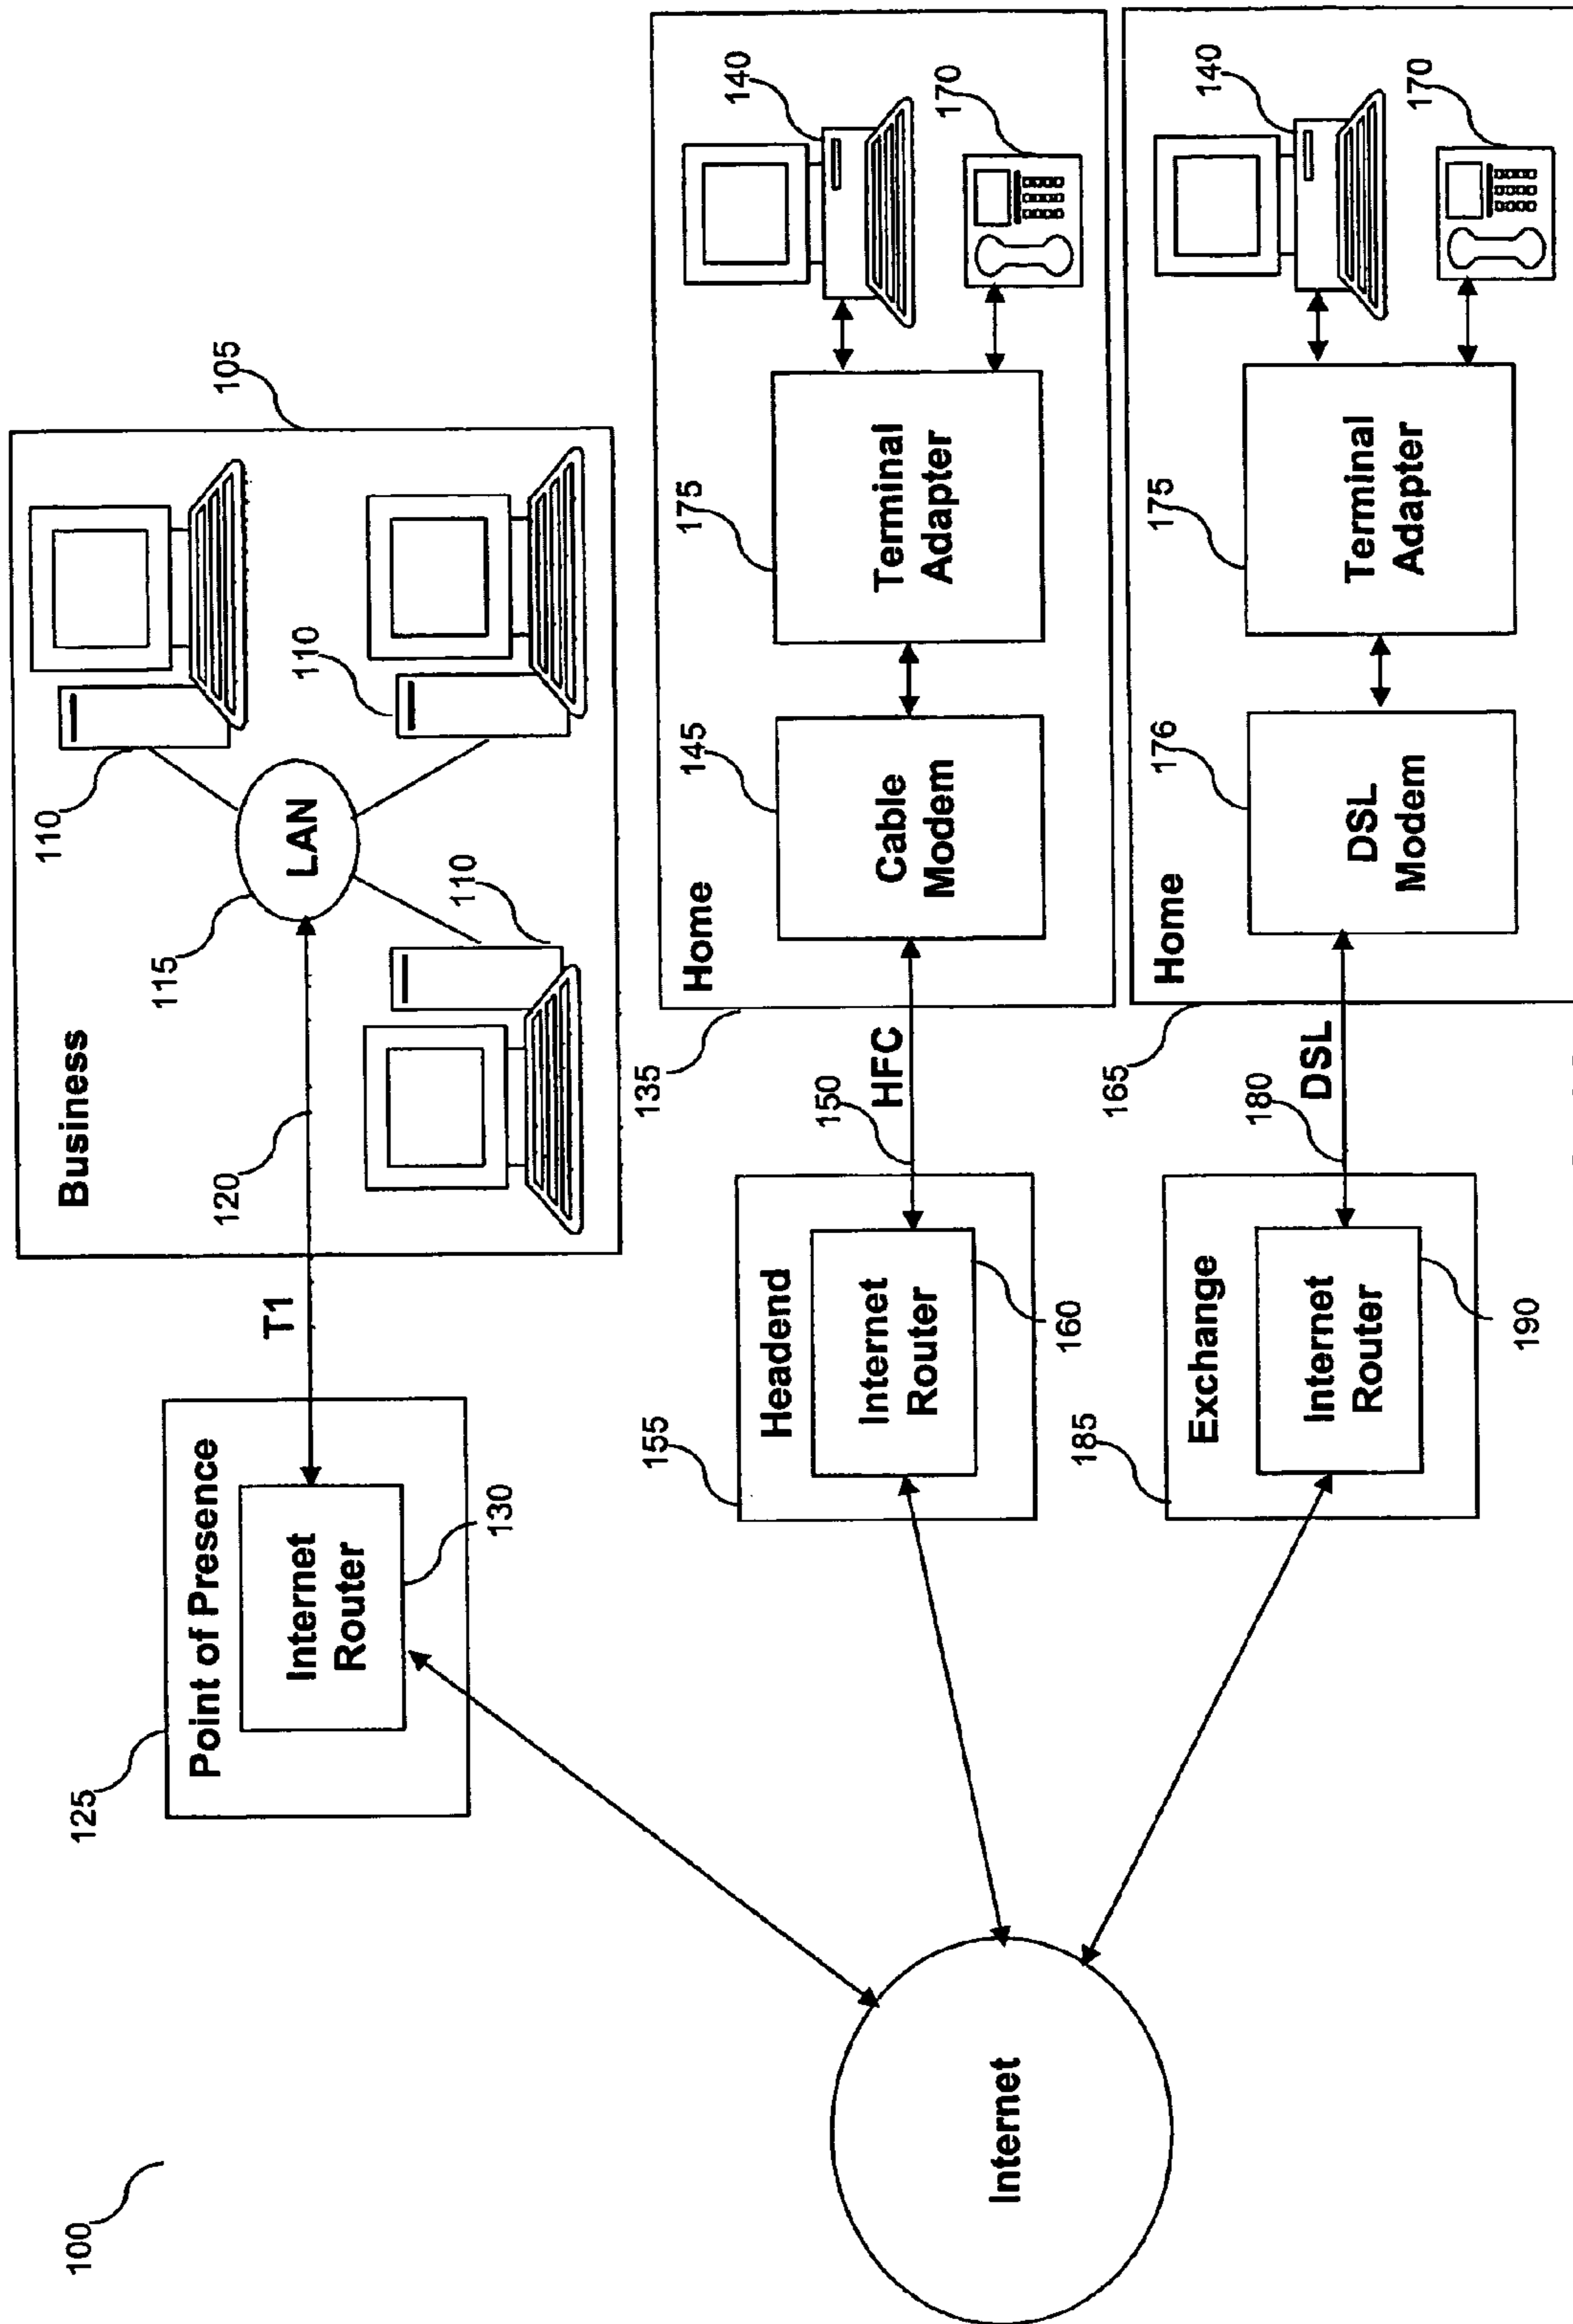 100
125
Point of Presence
Internet
Router
130
T1
120
Business
115
LAN
110
110
110
105
Internet
155
Headend
Internet
Router
160
150
HFC
135
Home
145
Cable
Modem
175
Terminal
Adapter
140
170
185
Exchange
Internet
Router
190
180
DSL
165
Home
176
DSL
Modem
175
Terminal
Adapter
140
170